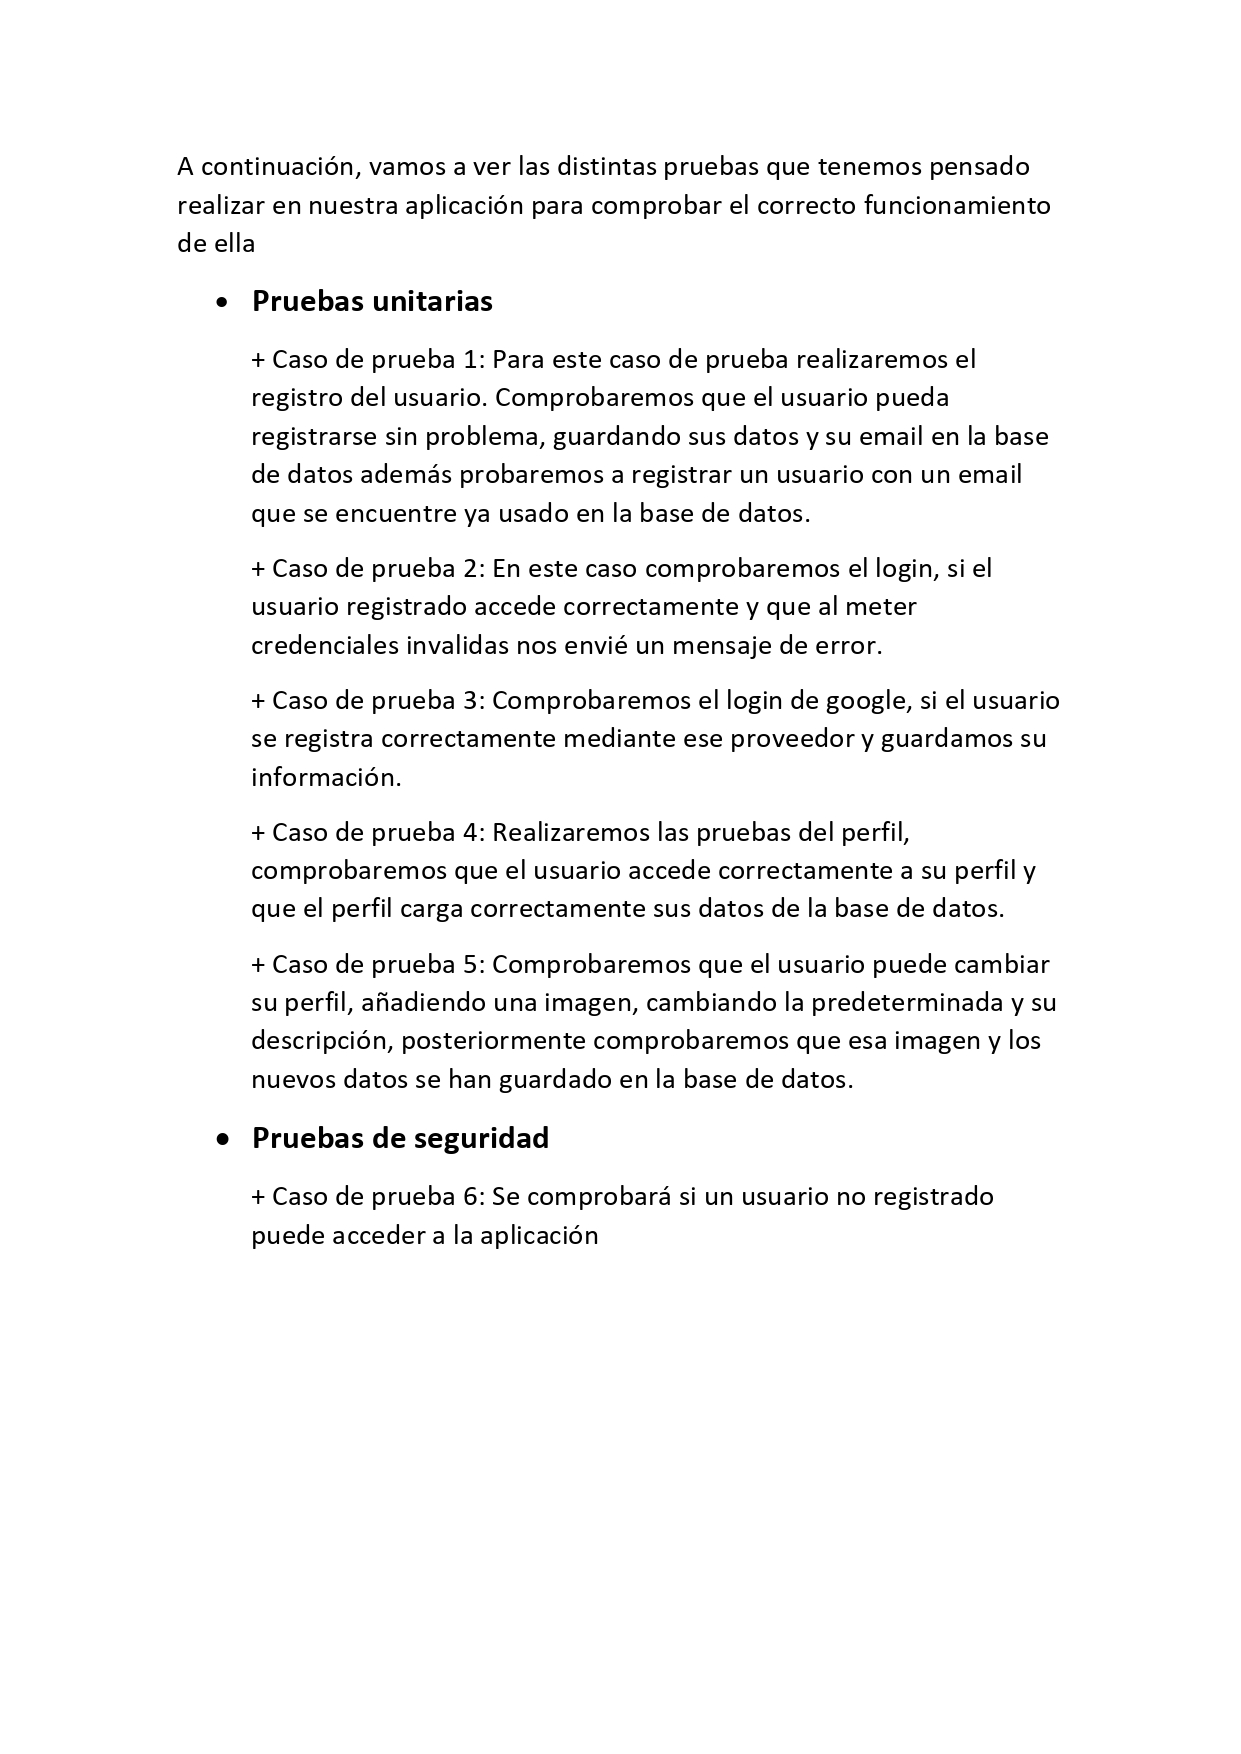 A continuación, vamos a ver las distintas pruebas que tenemos pensado
realizar en nuestra aplicación para comprobar el correcto funcionamiento
de ella
• Pruebas unitarias
+ Caso de prueba 1: Para este caso de prueba realizaremos el
registro del usuario. Comprobaremos que el usuario pueda
registrarse sin problema, guardando sus datos y su email en la base
de datos además probaremos a registrar un usuario con un email
que se encuentre ya usado en la base de datos.
+ Caso de prueba 2: En este caso comprobaremos el login, si el
usuario registrado accede correctamente y que al meter
credenciales invalidas nos envié un mensaje de error.
+ Caso de prueba 3: Comprobaremos el login de google, si el usuario
se registra correctamente mediante ese proveedor y guardamos su
información.
+ Caso de prueba 4: Realizaremos las pruebas del perfil,
comprobaremos que el usuario accede correctamente a su perfil y
que el perfil carga correctamente sus datos de la base de datos.
+ Caso de prueba 5: Comprobaremos que el usuario puede cambiar
su perfil, añadiendo una imagen, cambiando la predeterminada y su
descripción, posteriormente comprobaremos que esa imagen y los
nuevos datos se han guardado en la base de datos.
• Pruebas de seguridad
+ Caso de prueba 6: Se comprobará si un usuario no registrado
puede acceder a la aplicación